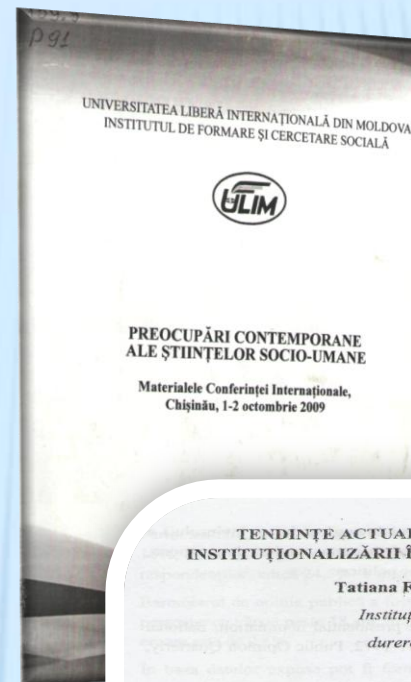 P 91
UNIVERSITATEA LIBERĂ INTERNAȚIONALĂ DIN MOLDOVA
INSTITUTUL DE FORMARE ȘI CERCETARE SOCIALĂ
ULIM
PREOCUPĂRI CONTEMPORANE
ALE ȘTIINȚELOR SOCIO-UMANE
Materialele Conferinței Internaționale,
Chișinău, 1-2 octombrie 2009
TENDINȚE ACTUAL
INSTITUȚIONALIZĂRII Î
Tatiana F
Institu
durer